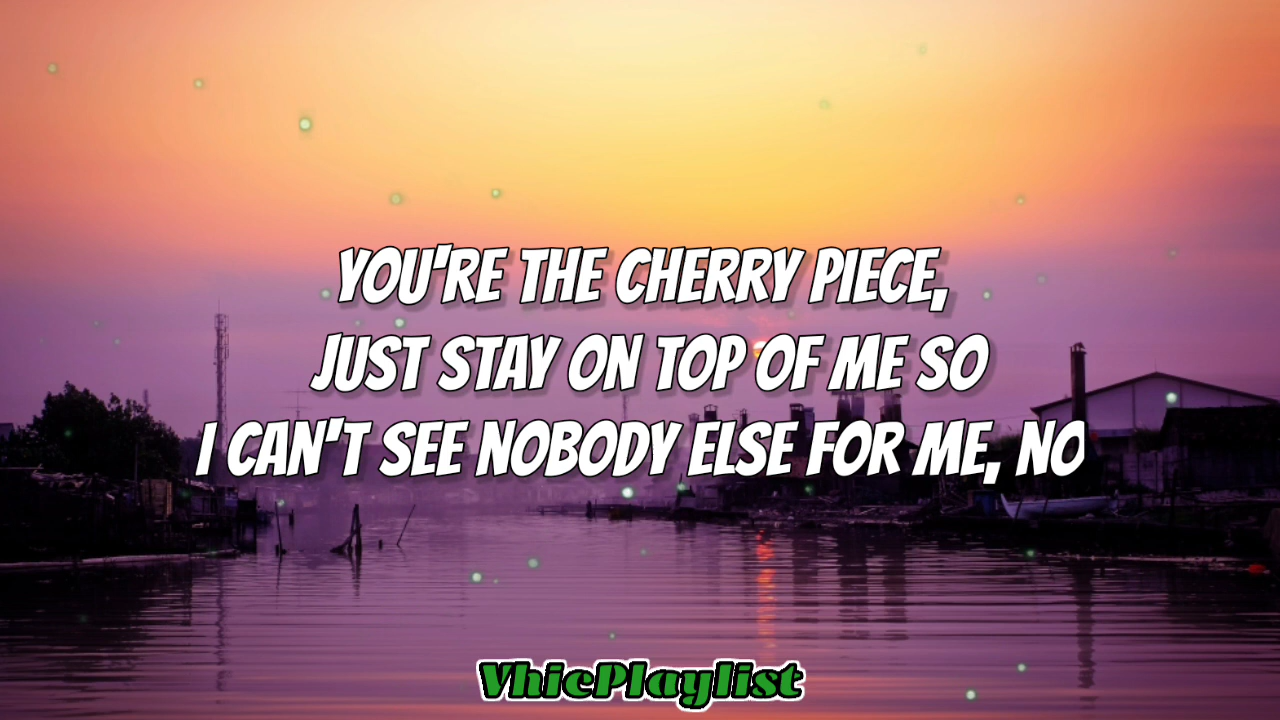 YOU'RE THE CHERRY PIECE,
JUST STAY ON TOP OF ME SO
I CAN'T SEE NOBODY ELSE FOR ME, NO
VhicPlaylist